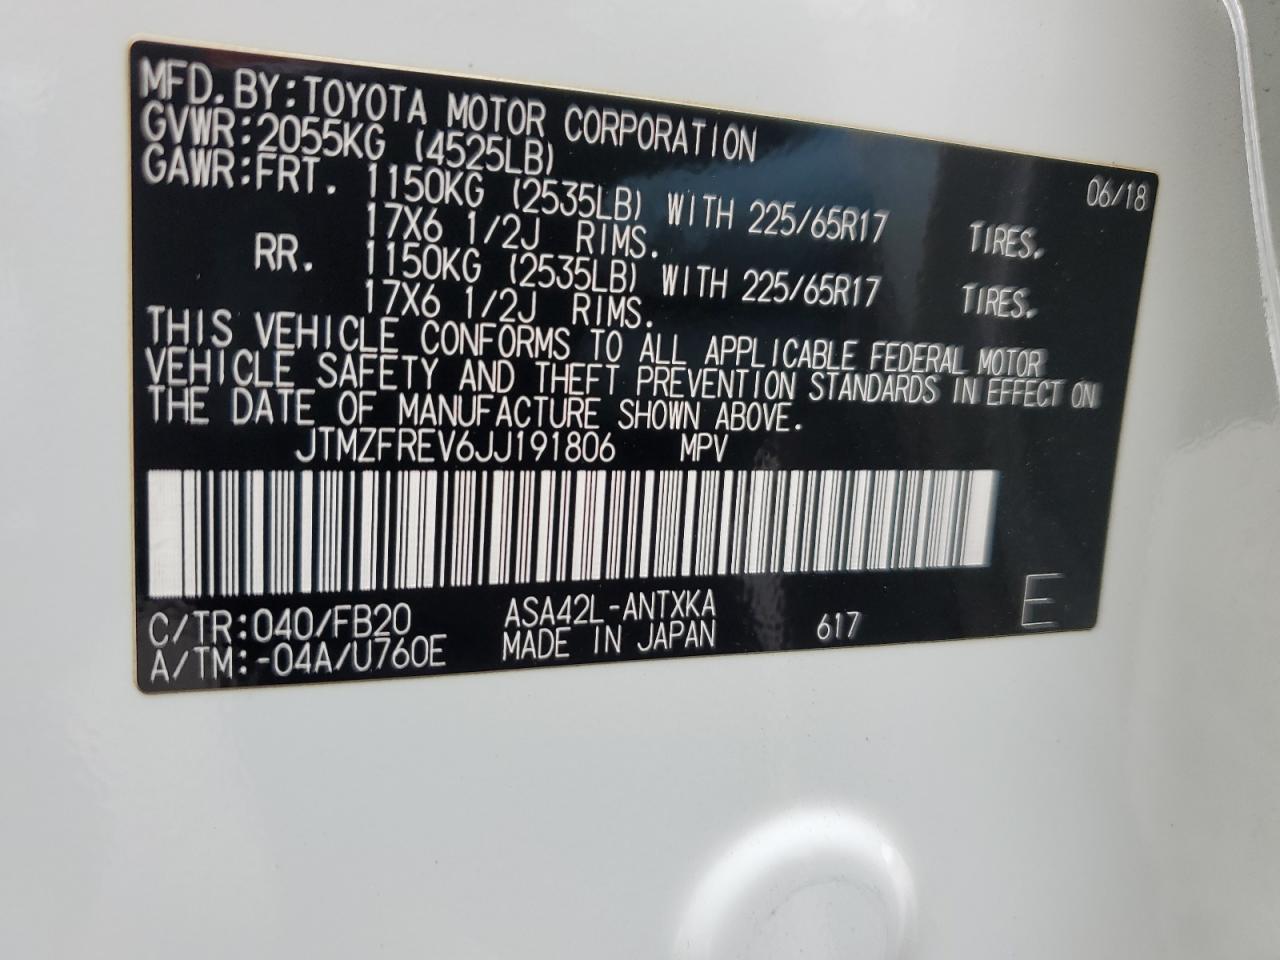 MFD. BY: TOYOTA MOTOR CORPORATION 06/18
GVWR: 2055KG (4525LB)
GAWR: FRT. 1150KG (2535LB) WITH 225/65R17 TIRES.
17X6 1/2J RIMS.
RR. 1150KG (2535LB) WITH 225/65R17 TIRES.
17X6 1/2J RIMS.
THIS VEHICLE CONFORMS TO ALL APPLICABLE FEDERAL MOTOR
VEHICLE SAFETY AND THEFT PREVENTION STANDARDS IN EFFECT ON
THE DATE OF MANUFACTURE SHOWN ABOVE.
JTMZFREV6JJ191806 MPV
C/TR: 040/FB20 ASA42L-ANTXKA 617 E
A/TM: -04A/U760E MADE IN JAPAN